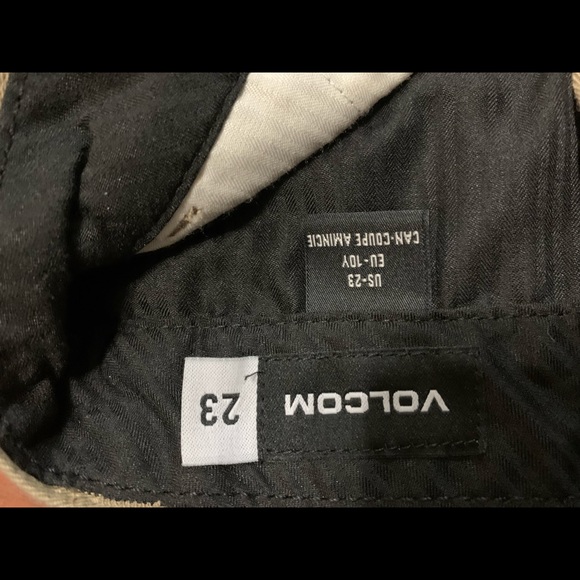 VOLCOM 23
US-23
EU-10Y
CAN-COUPE AMINCIE